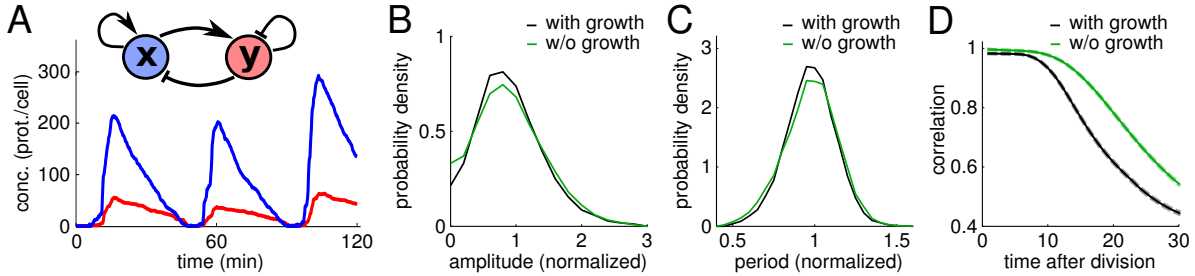 A
x
y
conc. (prot./cell)
300
200
100
0
0
60
120
time (min)
B
with growth
w/o growth
probability density
1
0.5
0
0
1
2
3
amplitude (normalized)
C
with growth
w/o growth
probability density
3
2
1
0
0.5
1
1.5
period (normalized)
D
with growth
w/o growth
correlation
1
0.8
0.6
0.4
0
10
20
30
time after division